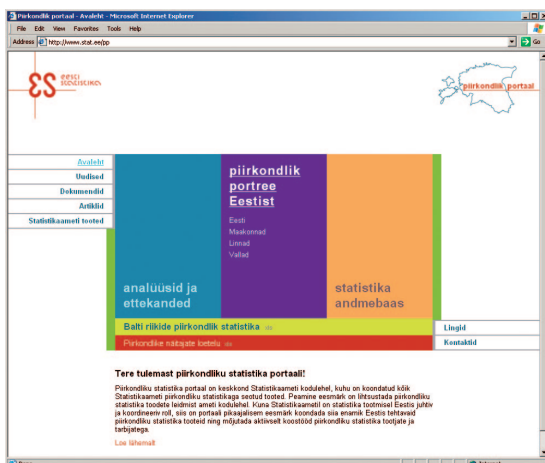 Piirkondlik portaal - Avaleht - Microsoft Internet Explorer
File Edit View Favorites Tools Help
Address http://www.stat.ee/pp Go
ES eesti statistika
piirkondlik portaal
Avaleht
Uudised
Dokumendid
Artiklid
Statistikaameti tooted
piirkondlik
portree
Eestist
Eesti
Maakonnad
Linnad
Vallad
analüüsid ja
ettekanded
statistika
andmebaas
Balti riikide piirkondlik statistika
Piirkondlike näitajate loetelu
Lingid
Kontaktid
Tere tulemast piirkondliku statistika portaali!
Piirkondliku statistika portaal on keskkond Statistikaameti kodulehel, kuhu on koondatud kõik
Statistikaameti piirkondliku statistikaga seotud tooted. Peamine eesmärk on lihtsustada piirkondliku
statistika toodete leidmist ameti kodulehel. Kuna Statistikaametil on statistika tootmisel Eestis juhtiv
ja koordineeriv roll, siis on portaali pikaajalisem eesmärk koondada siia enamik Eestis tehtavaid
piirkondliku statistika tooteid ning mõjutada aktiivselt koostööd piirkondliku statistika tootjate ja
tarbijatega.
Loe lähemalt